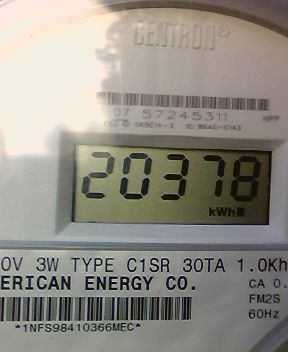 CENTRON®
07 57245311 HPP
20378
kWh
0V 3W TYPE C1SR 30TA 1.0Kh
ERICAN ENERGY CO.
CA 0.
FM2S
60Hz
*1NFS98410366MEC*